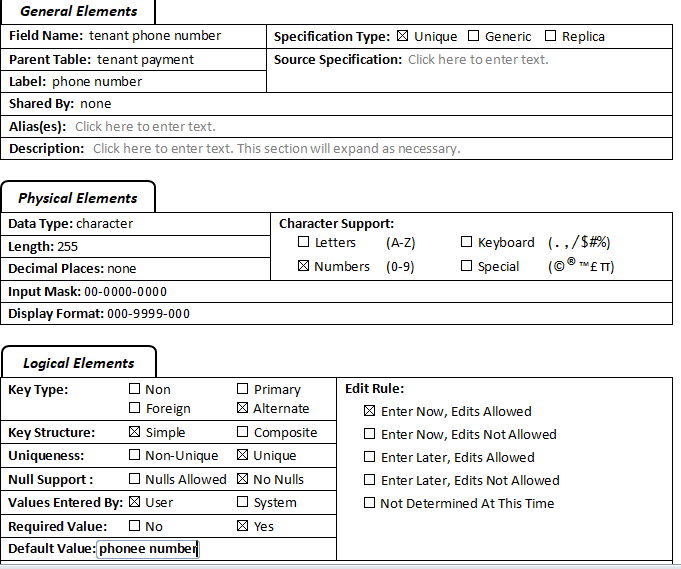 General Elements
Field Name: tenant phone number
Specification Type: ☒ Unique ☐ Generic ☐ Replica
Parent Table: tenant payment
Source Specification: Click here to enter text.
Label: phone number
Shared By: none
Alias(es): Click here to enter text.
Description: Click here to enter text. This section will expand as necessary.
Physical Elements
Data Type: character
Character Support:
Length: 255
☐ Letters (A-Z) ☐ Keyboard (. , / $ # %)
Decimal Places: none
☒ Numbers (0-9) ☐ Special (© ® ™ £ π)
Input Mask: 00-0000-0000
Display Format: 000-9999-000
Logical Elements
Key Type: ☐ Non ☐ Primary
☐ Foreign ☒ Alternate
Key Structure: ☒ Simple ☐ Composite
Uniqueness: ☐ Non-Unique ☒ Unique
Null Support : ☐ Nulls Allowed ☒ No Nulls
Values Entered By: ☒ User ☐ System
Required Value: ☐ No ☒ Yes
Default Value: phonee number
Edit Rule:
☒ Enter Now, Edits Allowed
☐ Enter Now, Edits Not Allowed
☐ Enter Later, Edits Allowed
☐ Enter Later, Edits Not Allowed
☐ Not Determined At This Time